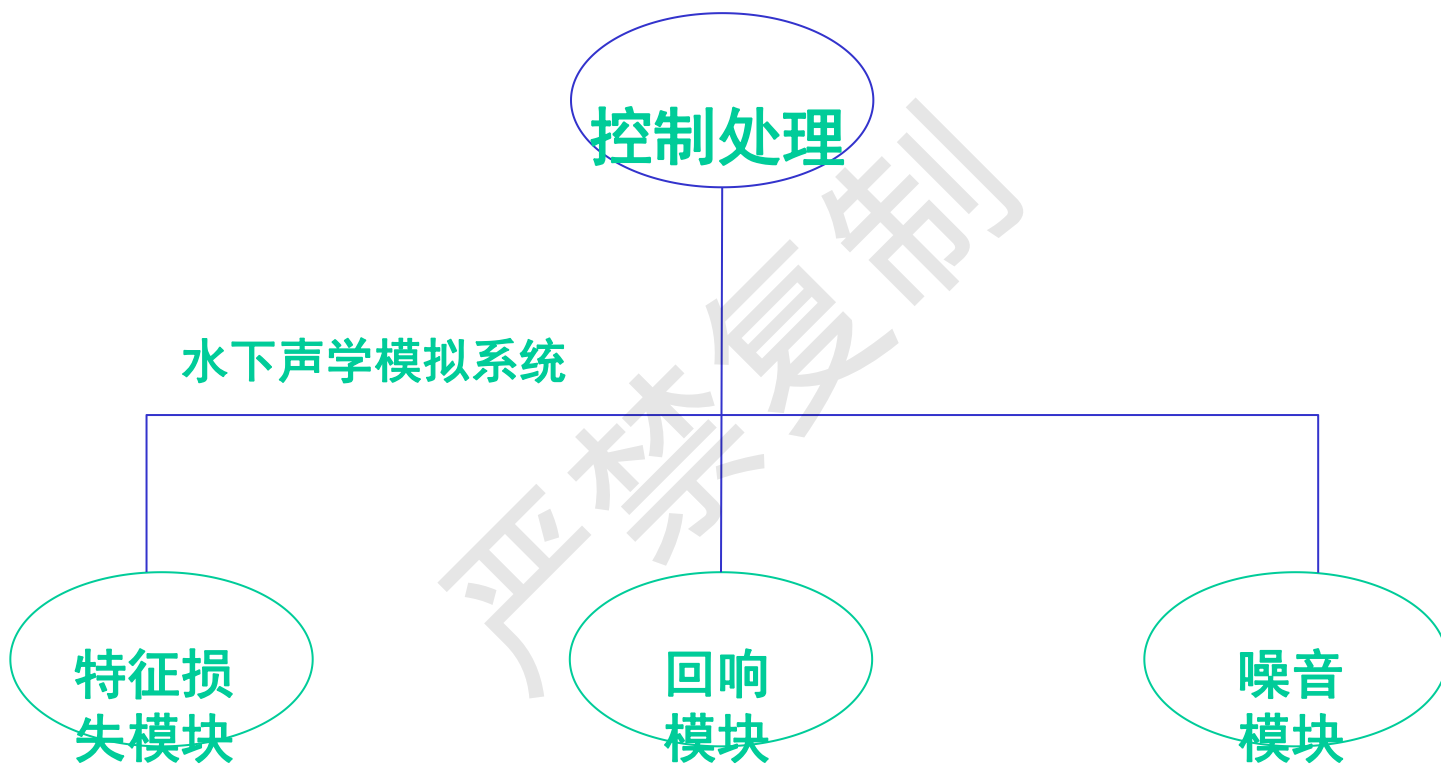 控制处理
水下声学模拟系统
特征损
失模块
回响
模块
噪音
模块
严禁复制